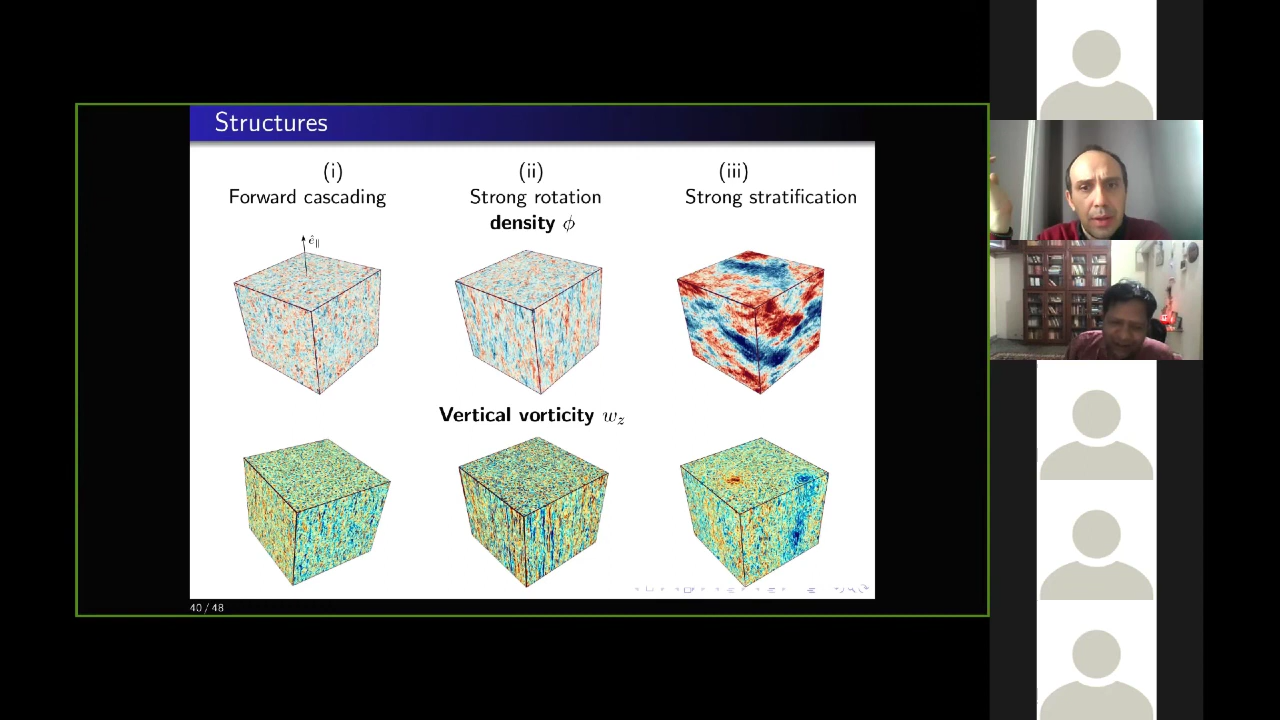 Structures
(i) (ii) (iii)
Forward cascading Strong rotation Strong stratification
density ϕ
ê∥
Vertical vorticity w_z
40 / 48